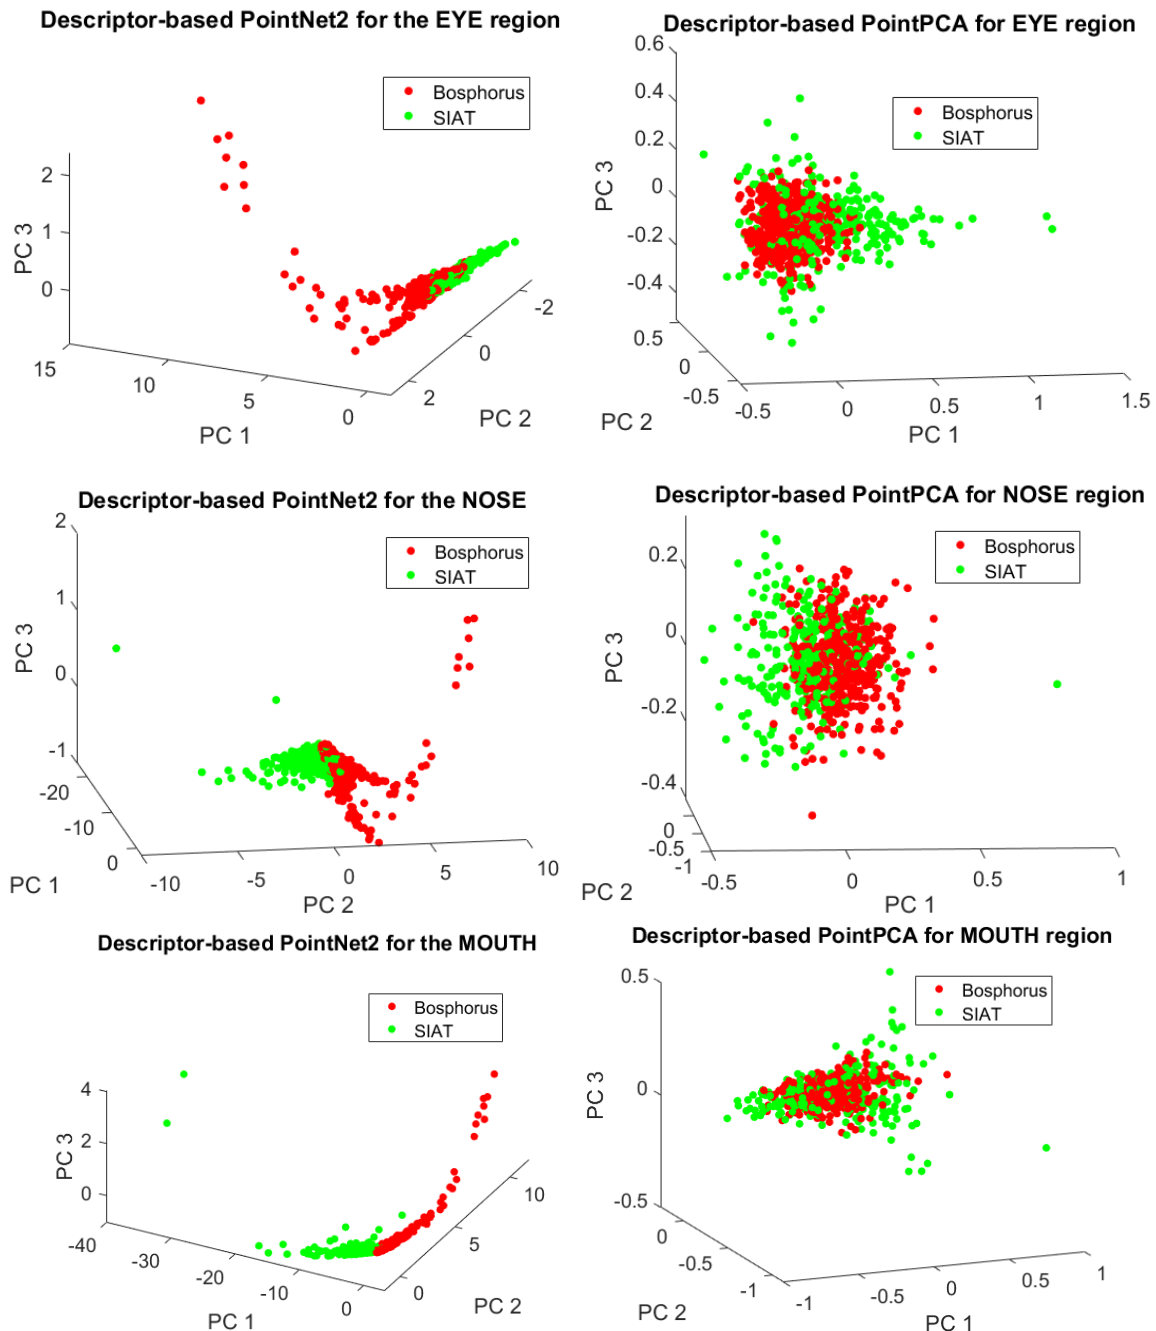 Descriptor-based PointNet2 for the EYE region
Bosphorus
SIAT
2
1
0
PC 3
15
10
5
0
PC 1
-2
0
2
PC 2
Descriptor-based PointPCA for EYE region
Bosphorus
SIAT
0.6
0.4
0.2
0
-0.2
-0.4
PC 3
0.5
0
-0.5
PC 2
-0.5
0
0.5
1
1.5
PC 1
Descriptor-based PointNet2 for the NOSE
Bosphorus
SIAT
2
1
0
-1
PC 3
-20
-10
0
PC 1
-10
-5
0
5
10
PC 2
Descriptor-based PointPCA for NOSE region
Bosphorus
SIAT
0.2
0
-0.2
-0.4
PC 3
0
-0.5
-1
PC 2
-0.5
0
0.5
1
PC 1
Descriptor-based PointNet2 for the MOUTH
Bosphorus
SIAT
4
2
0
PC 3
-40
-30
-20
-10
0
PC 1
10
5
0
PC 2
Descriptor-based PointPCA for MOUTH region
Bosphorus
SIAT
0.5
0
-0.5
PC 3
0
-0.5
-1
PC 2
-1
-0.5
0
0.5
1
PC 1